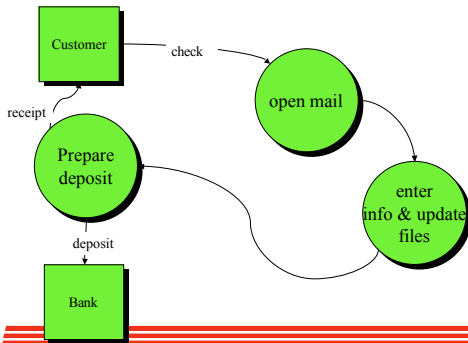 Customer
check
open mail
receipt
Prepare
deposit
enter
info & update
files
deposit
Bank